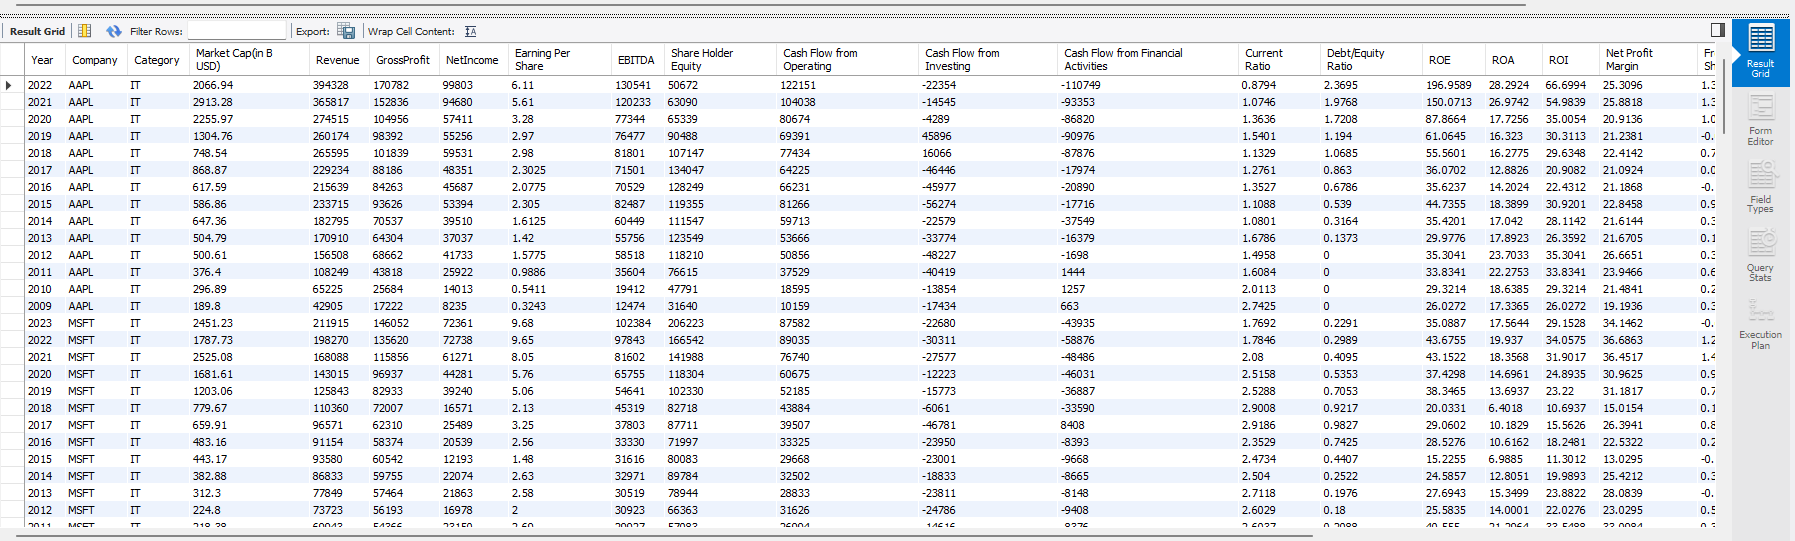 Result Grid Filter Rows: Export: Wrap Cell Content:
Year Company Category Market Cap(in B USD) Revenue GrossProfit NetIncome Earning Per Share EBITDA Share Holder Equity Cash Flow from Operating Cash Flow from Investing Cash Flow from Financial Activities Current Ratio Debt/Equity Ratio ROE ROA ROI Net Profit Margin Fr Sh
2022 AAPL IT 2066.94 394328 170782 99803 6.11 130541 50672 122151 -22354 -110749 0.8794 2.3695 196.9589 28.2924 66.6994 25.3096 1.3
2021 AAPL IT 2913.28 365817 152836 94680 5.61 120233 63090 104038 -14545 -93353 1.0746 1.9768 150.0713 26.9742 54.9839 25.8818 1.3
2020 AAPL IT 2255.97 274515 104956 57411 3.28 77344 65339 80674 -4289 -86820 1.3636 1.7208 87.8664 17.7256 35.0054 20.9136 1.0
2019 AAPL IT 1304.76 260174 98392 55256 2.97 76477 90488 69391 45896 -90976 1.5401 1.194 61.0645 16.323 30.3113 21.2381 -0.
2018 AAPL IT 748.54 265595 101839 59531 2.98 81801 107147 77434 16066 -87876 1.1329 1.0685 55.5601 16.2775 29.6348 22.4142 0.7
2017 AAPL IT 868.87 229234 88186 48351 2.3025 71501 134047 64225 -46446 -17974 1.2761 0.863 36.0702 12.8826 20.9082 21.0924 0.0
2016 AAPL IT 617.59 215639 84263 45687 2.0775 70529 128249 66231 -45977 -20890 1.3527 0.6786 35.6237 14.2024 22.4312 21.1868 -0.
2015 AAPL IT 586.86 233715 93626 53394 2.305 82487 119355 81266 -56274 -17716 1.1088 0.539 44.7355 18.3899 30.9201 22.8458 0.9
2014 AAPL IT 647.36 182795 70537 39510 1.6125 60449 111547 59713 -22579 -37549 1.0801 0.3164 35.4201 17.042 28.1142 21.6144 0.3
2013 AAPL IT 504.79 170910 64304 37037 1.42 55756 123549 53666 -33774 -16379 1.6786 0.1373 29.9776 17.8923 26.3592 21.6705 0.1
2012 AAPL IT 500.61 156508 68662 41733 1.5775 58518 118210 50856 -48227 -1698 1.4958 0 35.3041 23.7033 35.3041 26.6651 0.3
2011 AAPL IT 376.4 108249 43818 25922 0.9886 35604 76615 37529 -40419 1444 1.6084 0 33.8341 22.2753 33.8341 23.9466 0.6
2010 AAPL IT 296.89 65225 25684 14013 0.5411 19412 47791 18595 -13854 1257 2.0113 0 29.3214 18.6385 29.3214 21.4841 0.2
2009 AAPL IT 189.8 42905 17222 8235 0.3243 12474 31640 10159 -17434 663 2.7425 0 26.0272 17.3365 26.0272 19.1936 0.3
2023 MSFT IT 2451.23 211915 146052 72361 9.68 102384 206223 87582 -22680 -43935 1.7692 0.2291 35.0887 17.5644 29.1528 34.1462 -0.
2022 MSFT IT 1787.73 198270 135620 72738 9.65 97843 166542 89035 -30311 -58876 1.7846 0.2989 43.6755 19.937 34.0575 36.6863 1.2
2021 MSFT IT 2525.08 168088 115856 61271 8.05 81602 141988 76740 -27577 -48486 2.08 0.4095 43.1522 18.3568 31.9017 36.4517 1.4
2020 MSFT IT 1681.61 143015 96937 44281 5.76 65755 118304 60675 -12223 -46031 2.5158 0.5353 37.4298 14.6961 24.8935 30.9625 0.9
2019 MSFT IT 1203.06 125843 82933 39240 5.06 54641 102330 52185 -15773 -36887 2.5288 0.7053 38.3465 13.6937 23.22 31.1817 0.7
2018 MSFT IT 779.67 110360 72007 16571 2.13 45319 82718 43884 -6061 -33590 2.9008 0.9217 20.0331 6.4018 10.6937 15.0154 0.1
2017 MSFT IT 659.91 96571 62310 25489 3.25 37803 87711 39507 -46781 8408 2.9186 0.9827 29.0602 10.1829 15.5626 26.3941 0.8
2016 MSFT IT 483.16 91154 58374 20539 2.56 33330 71997 33325 -23950 -8393 2.3529 0.7425 28.5276 10.6162 18.2481 22.5322 0.2
2015 MSFT IT 443.17 93580 60542 12193 1.48 31616 80083 29668 -23001 -9668 2.4734 0.4407 15.2255 6.9885 11.3012 13.0295 -0.
2014 MSFT IT 382.88 86833 59755 22074 2.63 32971 89784 32502 -18833 -8665 2.504 0.2522 24.5857 12.8051 19.9893 25.4212 0.3
2013 MSFT IT 312.3 77849 57464 21863 2.58 30519 78944 28833 -23811 -8148 2.7118 0.1976 27.6943 15.3499 23.8822 28.0839 -0.
2012 MSFT IT 224.8 73723 56193 16978 2 30923 66363 31626 -24786 -9408 2.6029 0.18 25.5835 14.0001 22.0276 23.0295 0.5
2011 MSFT IT
Result Grid
Form Editor
Field Types
Query Stats
Execution Plan